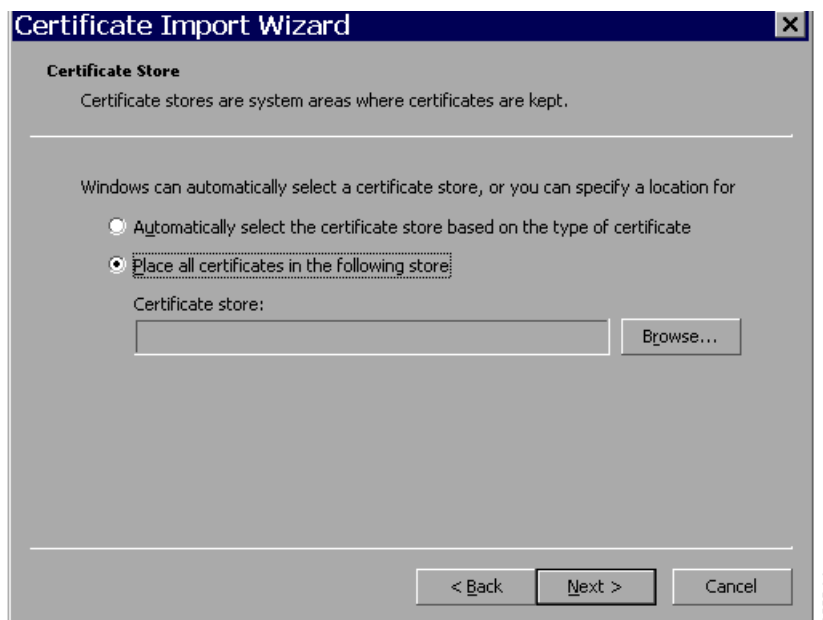 Certificate Import Wizard
Certificate Store
Certificate stores are system areas where certificates are kept.
Windows can automatically select a certificate store, or you can specify a location for
Automatically select the certificate store based on the type of certificate
Place all certificates in the following store
Certificate store:
Browse...
< Back Next > Cancel